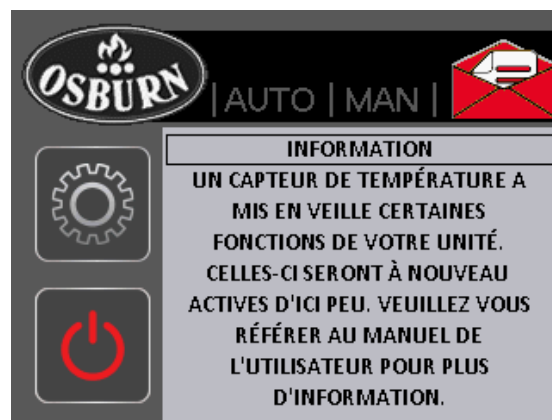 OSBURN
| AUTO | MAN |
INFORMATION
UN CAPTEUR DE TEMPÉRATURE A
MIS EN VEILLE CERTAINES
FONCTIONS DE VOTRE UNITÉ.
CELLES-CI SERONT À NOUVEAU
ACTIVES D'ICI PEU. VEUILLEZ VOUS
RÉFÉRER AU MANUEL DE
L'UTILISATEUR POUR PLUS
D'INFORMATION.